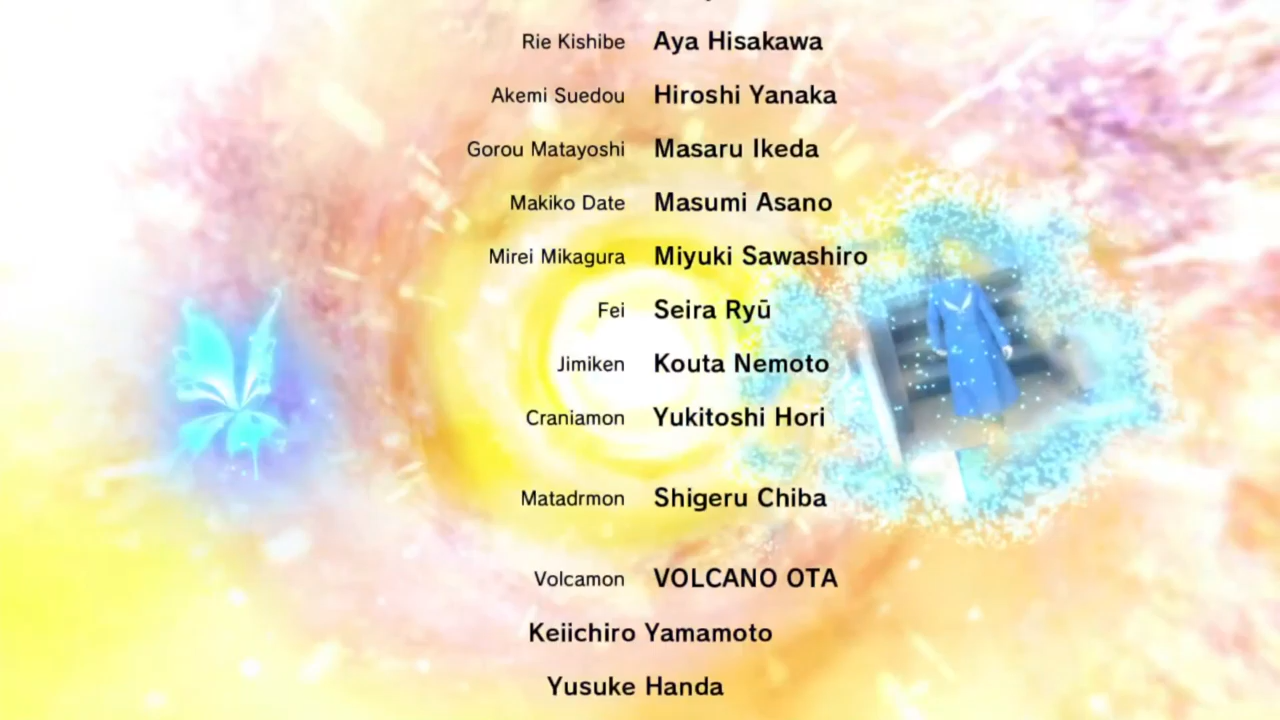 Rie Kishibe Aya Hisakawa
Akemi Suedou Hiroshi Yanaka
Gorou Matayoshi Masaru Ikeda
Makiko Date Masumi Asano
Mirei Mikagura Miyuki Sawashiro
Fei Seira Ryū
Jimiken Kouta Nemoto
Craniamon Yukitoshi Hori
Matadrmon Shigeru Chiba
Volcamon VOLCANO OTA
Keiichiro Yamamoto
Yusuke Handa